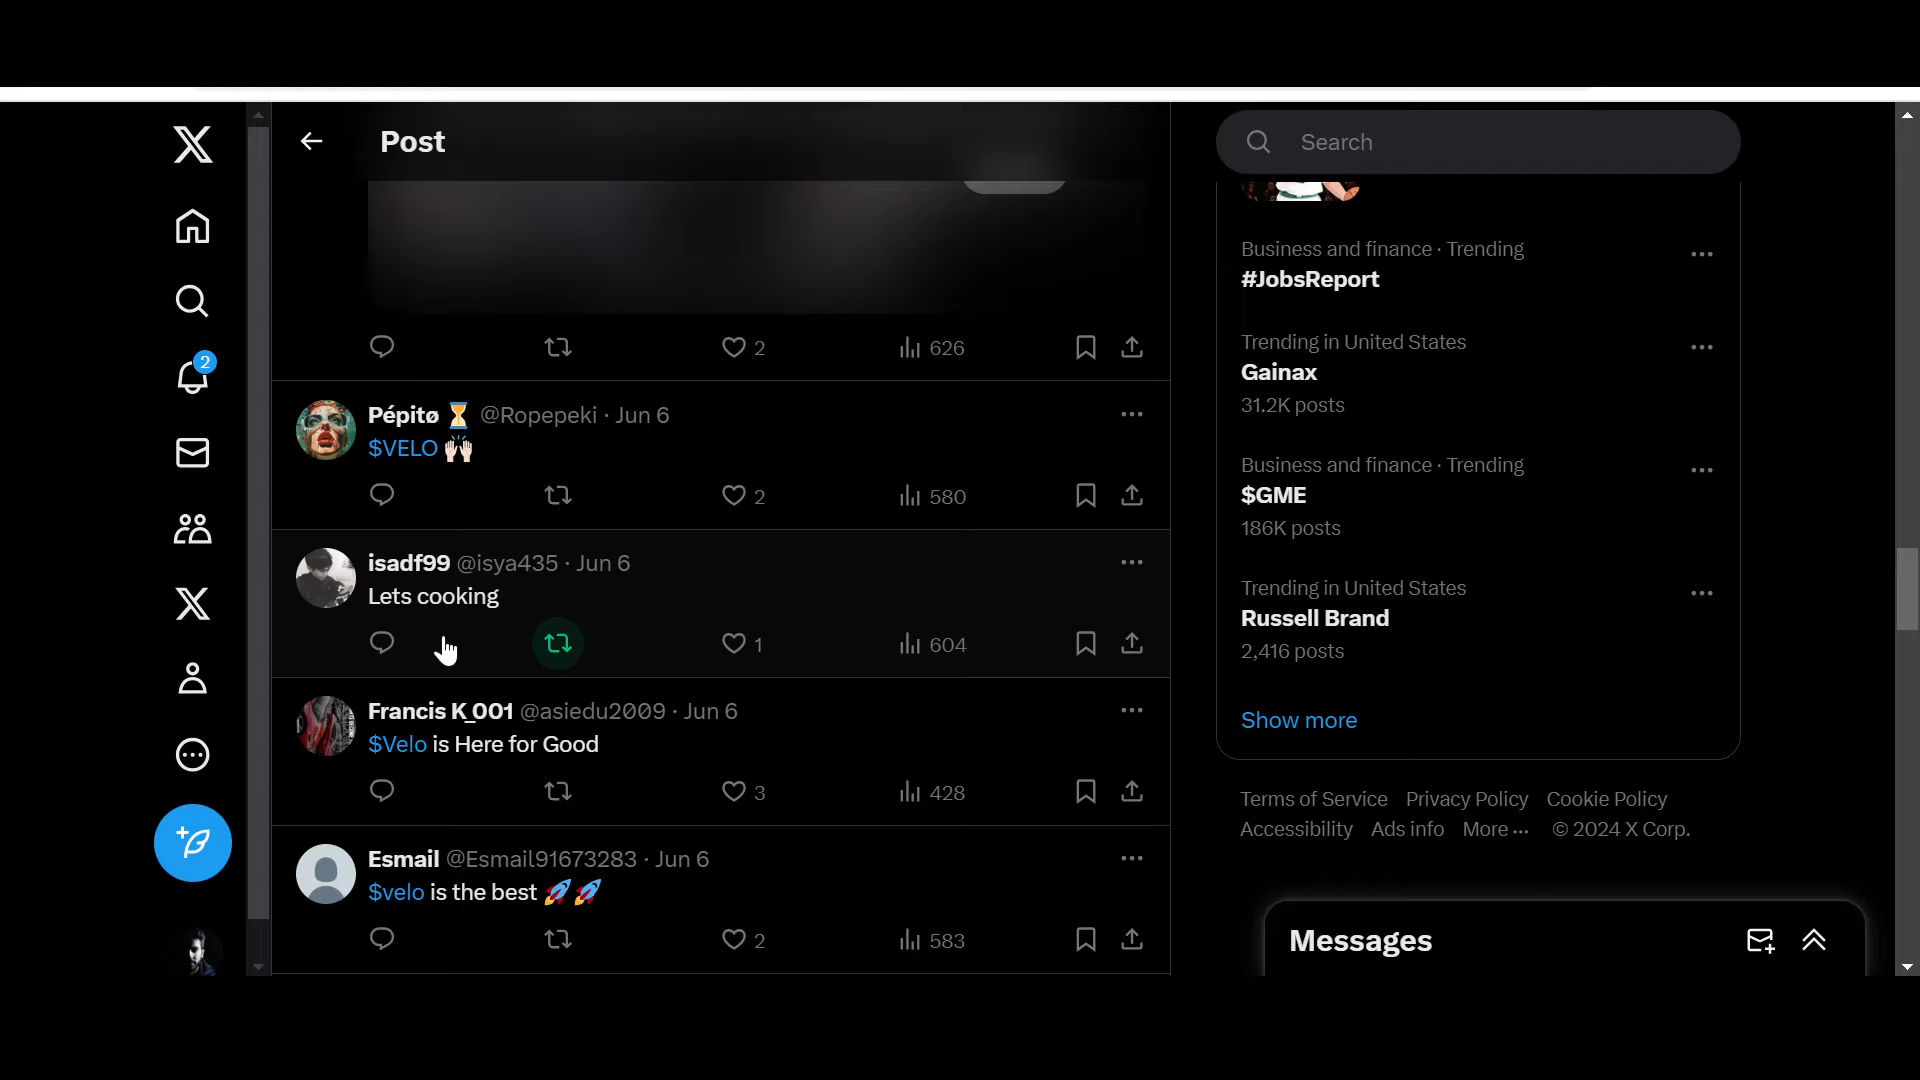 Post
Search
2
2
626
Pépitø ⏳ @Ropepeki · Jun 6
$VELO 🙌🏻
2
580
isadf99 @isya435 · Jun 6
Lets cooking
1
604
Francis K_001 @asiedu2009 · Jun 6
$Velo is Here for Good
3
428
Esmail @Esmail91673283 · Jun 6
$velo is the best 🚀🚀
2
583
Business and finance · Trending
#JobsReport
Trending in United States
Gainax
31.2K posts
Business and finance · Trending
$GME
186K posts
Trending in United States
Russell Brand
2,416 posts
Show more
Terms of Service Privacy Policy Cookie Policy
Accessibility Ads info More ··· © 2024 X Corp.
Messages